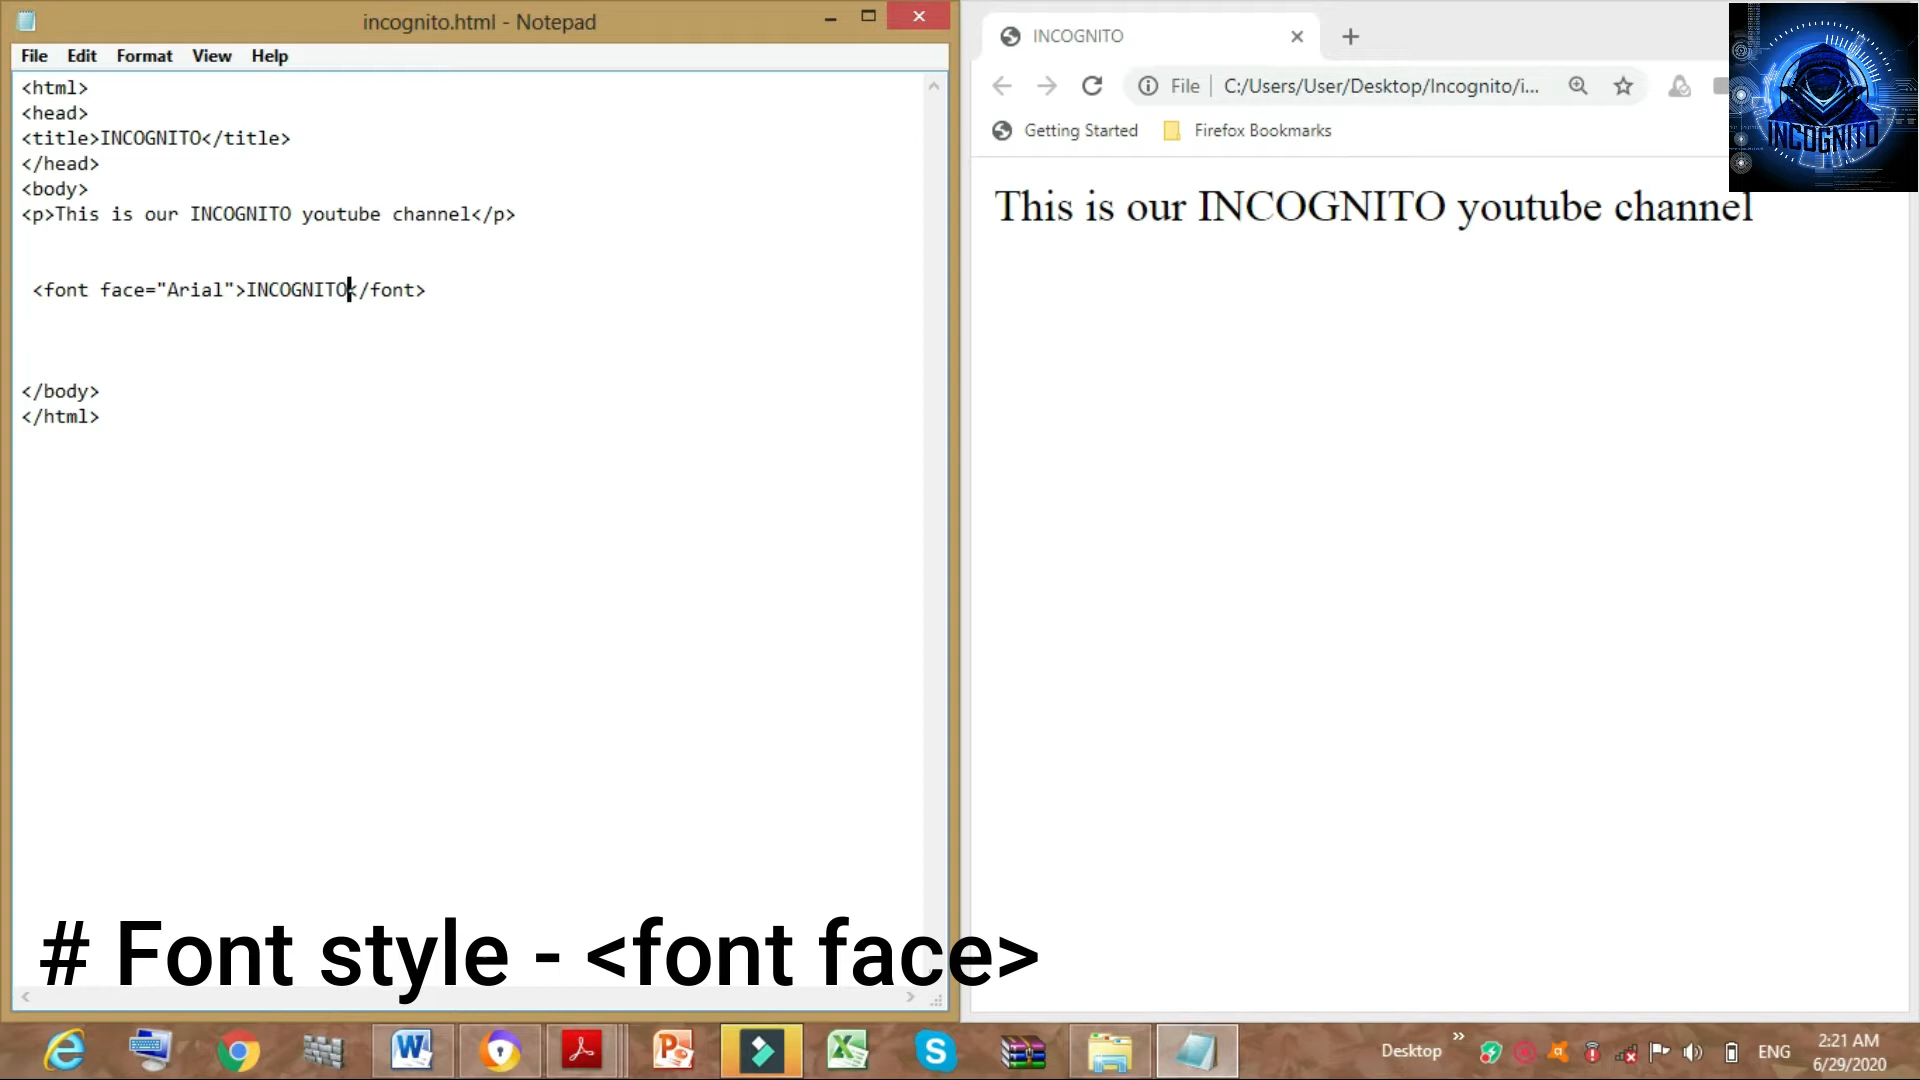 incognito.html - Notepad
File Edit Format View Help
<html>
<head>
<title>INCOGNITO</title>
</head>
<body>
<p>This is our INCOGNITO youtube channel</p>
<font face="Arial">INCOGNITO</font>
</body>
</html>
INCOGNITO
File C:/Users/User/Desktop/Incognito/i...
Getting Started Firefox Bookmarks
INCOGNITO
This is our INCOGNITO youtube channel
# Font style - <font face>
Desktop
ENG
2:21 AM
6/29/2020